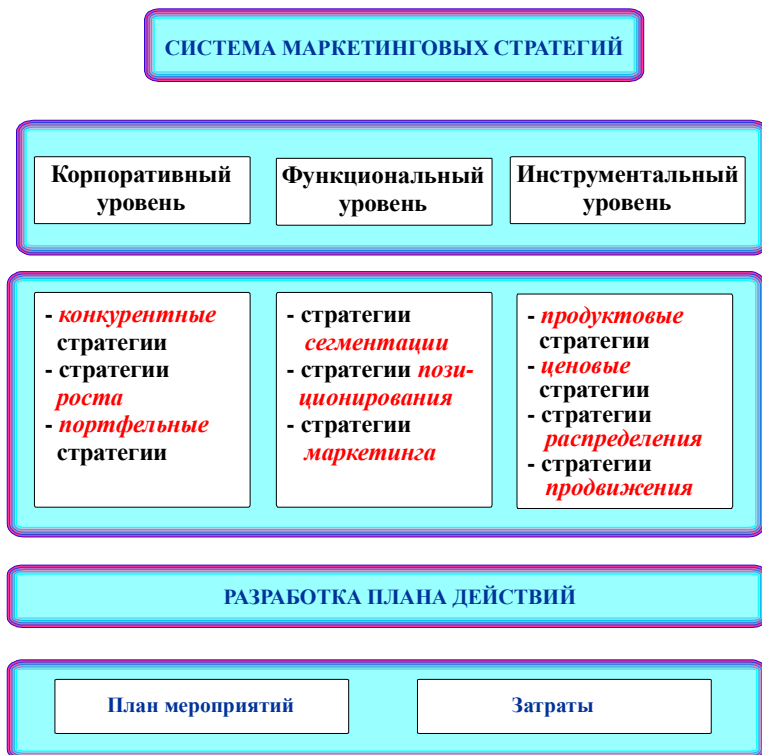 СИСТЕМА МАРКЕТИНГОВЫХ СТРАТЕГИЙ
Корпоративный
уровень
Функциональный
уровень
Инструментальный
уровень
- конкурентные
стратегии
- стратегии
роста
- портфельные
стратегии
- стратегии
сегментации
- стратегии пози-
ционирования
- стратегии
маркетинга
- продуктовые
стратегии
- ценовые
стратегии
- стратегии
распределения
- стратегии
продвижения
РАЗРАБОТКА ПЛАНА ДЕЙСТВИЙ
План мероприятий
Затраты